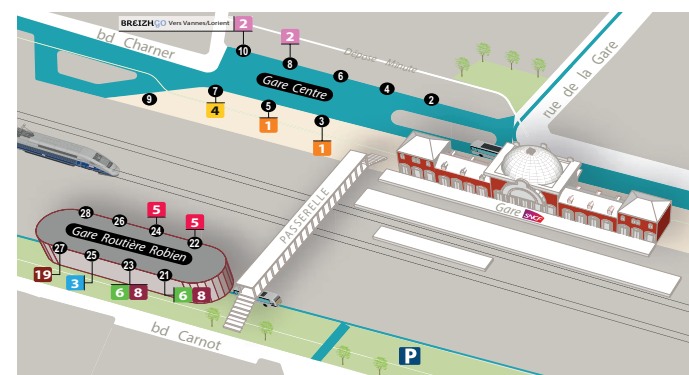 BREIZHGO Vers Vannes/Lorient 2
bd Charner
2
10
8
Dépose Minute
6
4
2
Gare Centre
rue de la Gare
9
7
4
5
1
3
1
PASSERELLE
Gare SNCF
28
26
5
24
5
22
Gare Routière Robien
27
25
23
21
19
3
6 8
6 8
bd Carnot
P